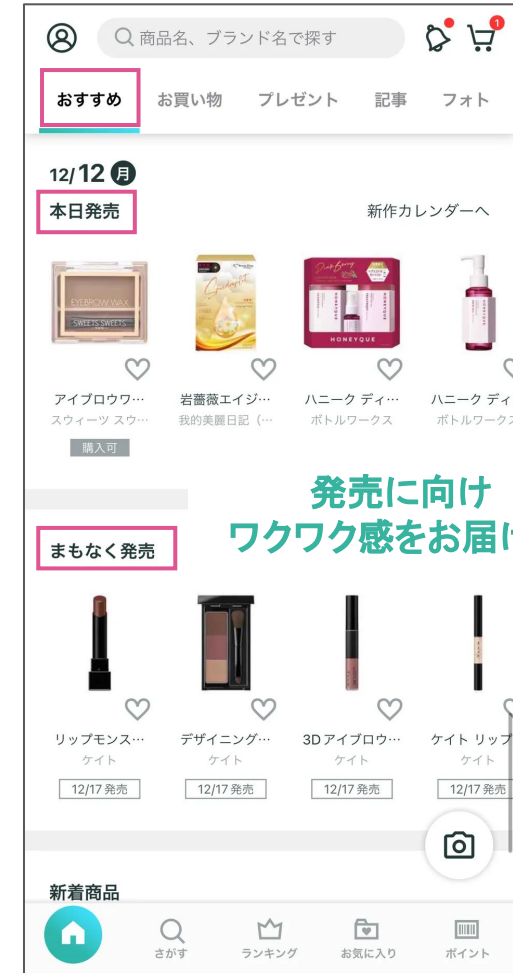 商品名、ブランド名で探す
1
おすすめ
お買い物
プレゼント
記事
フォト
12/12 月
本日発売
新作カレンダーへ
EYEBROW WAX
SWEETS SWEETS
HONEYQUE
アイブロウワ…
岩薔薇エイジ…
ハニーク ディ…
ハニーク ディ
スウィーツ スウ…
我的美麗日記（…
ボトルワークス
ボトルワークス
購入可
発売に向け
ワクワク感をお届け
まもなく発売
リップモンス…
デザイニング…
3Dアイブロウ…
ケイト リップ
ケイト
ケイト
ケイト
ケイト
12/17 発売
12/17 発売
12/17 発売
12/17 発売
新着商品
さがす
ランキング
お気に入り
ポイント